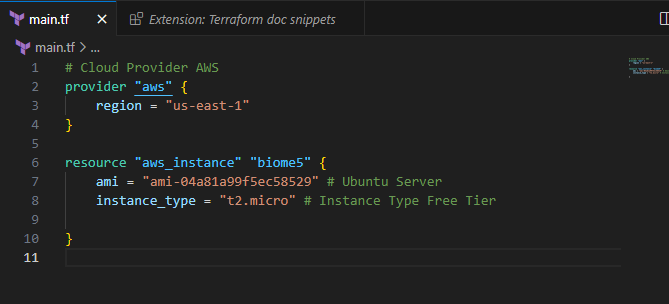 main.tf
Extension: Terraform doc snippets
main.tf > ...
1 # Cloud Provider AWS
2 provider "aws" {
3     region = "us-east-1"
4 }
5
6 resource "aws_instance" "biome5" {
7     ami = "ami-04a81a99f5ec58529" # Ubuntu Server
8     instance_type = "t2.micro" # Instance Type Free Tier
9
10 }
11